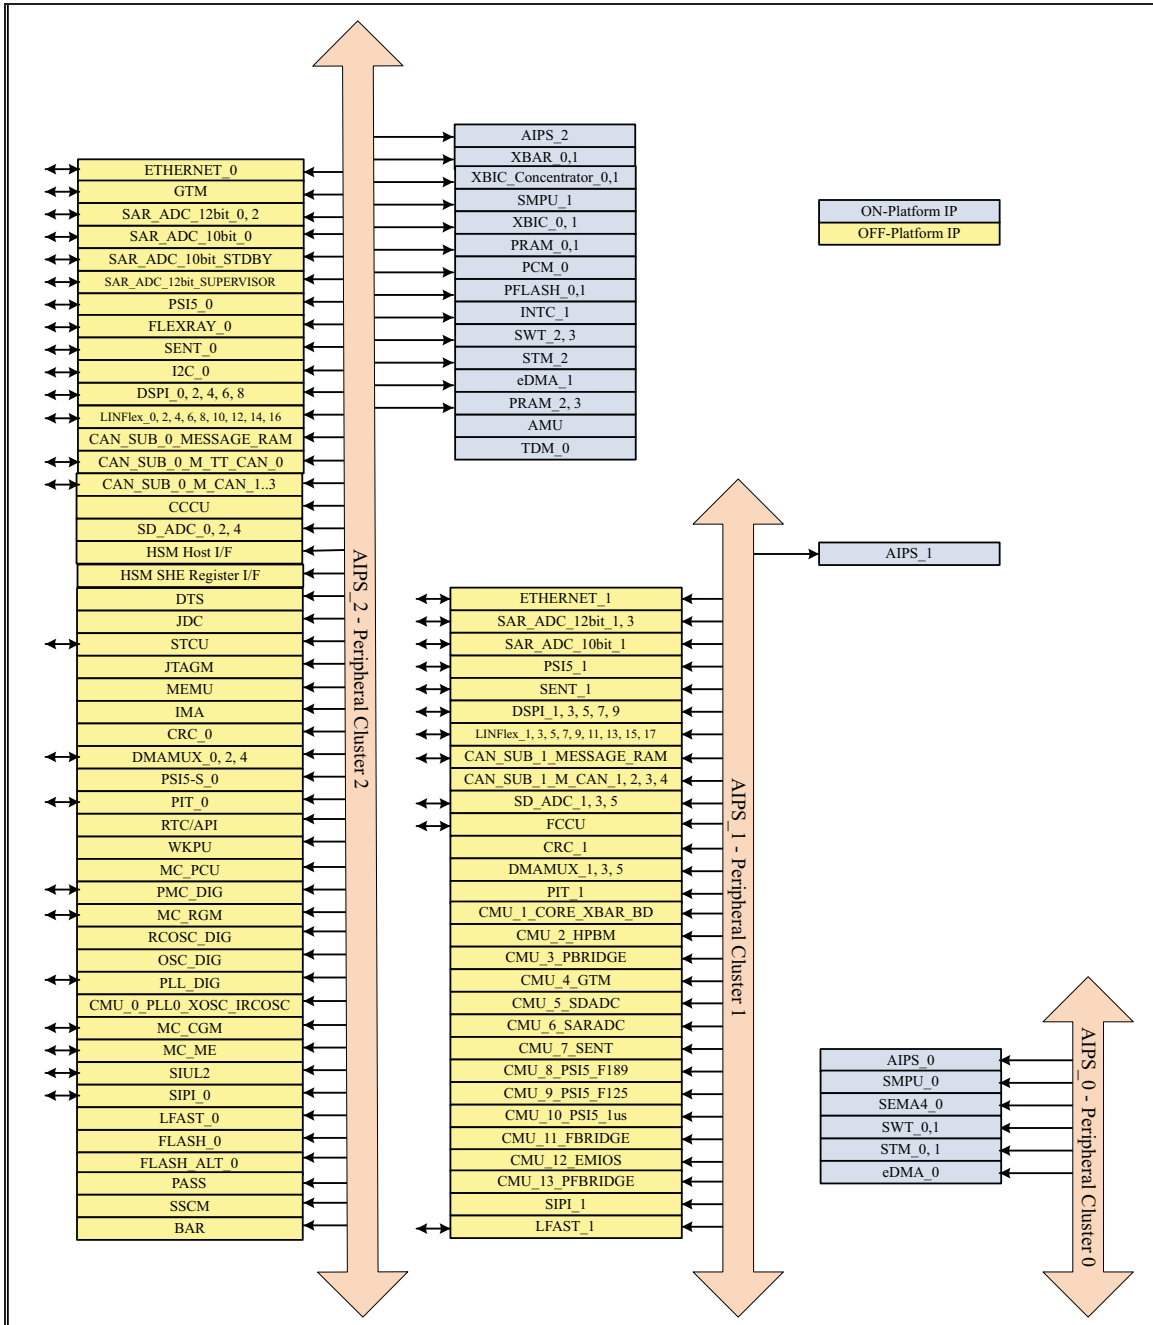 AIPS_2 - Peripheral Cluster 2
ETHERNET_0
GTM
SAR_ADC_12bit_0, 2
SAR_ADC_10bit_0
SAR_ADC_10bit_STDBY
SAR_ADC_12bit_SUPERVISOR
PSI5_0
FLEXRAY_0
SENT_0
I2C_0
DSPI_0, 2, 4, 6, 8
LINFlex_0, 2, 4, 6, 8, 10, 12, 14, 16
CAN_SUB_0_MESSAGE_RAM
CAN_SUB_0_M_TT_CAN_0
CAN_SUB_0_M_CAN_1..3
CCCU
SD_ADC_0, 2, 4
HSM Host I/F
HSM SHE Register I/F
DTS
JDC
STCU
JTAGM
MEMU
IMA
CRC_0
DMAMUX_0, 2, 4
PSI5-S_0
PIT_0
RTC/API
WKPU
MC_PCU
PMC_DIG
MC_RGM
RCOSC_DIG
OSC_DIG
PLL_DIG
CMU_0_PLL0_XOSC_IRCOSC
MC_CGM
MC_ME
SIUL2
SIPI_0
LFAST_0
FLASH_0
FLASH_ALT_0
PASS
SSCM
BAR
AIPS_2
XBAR_0,1
XBIC_Concentrator_0,1
SMPU_1
XBIC_0, 1
PRAM_0,1
PCM_0
PFLASH_0,1
INTC_1
SWT_2, 3
STM_2
eDMA_1
PRAM_2, 3
AMU
TDM_0
ON-Platform IP
OFF-Platform IP
AIPS_1 - Peripheral Cluster 1
AIPS_1
ETHERNET_1
SAR_ADC_12bit_1, 3
SAR_ADC_10bit_1
PSI5_1
SENT_1
DSPI_1, 3, 5, 7, 9
LINFlex_1, 3, 5, 7, 9, 11, 13, 15, 17
CAN_SUB_1_MESSAGE_RAM
CAN_SUB_1_M_CAN_1, 2, 3, 4
SD_ADC_1, 3, 5
FCCU
CRC_1
DMAMUX_1, 3, 5
PIT_1
CMU_1_CORE_XBAR_BD
CMU_2_HPBM
CMU_3_PBRIDGE
CMU_4_GTM
CMU_5_SDADC
CMU_6_SARADC
CMU_7_SENT
CMU_8_PSI5_F189
CMU_9_PSI5_F125
CMU_10_PSI5_1us
CMU_11_FBRIDGE
CMU_12_EMIOS
CMU_13_PFBRIDGE
SIPI_1
LFAST_1
AIPS_0 - Peripheral Cluster 0
AIPS_0
SMPU_0
SEMA4_0
SWT_0,1
STM_0, 1
eDMA_0